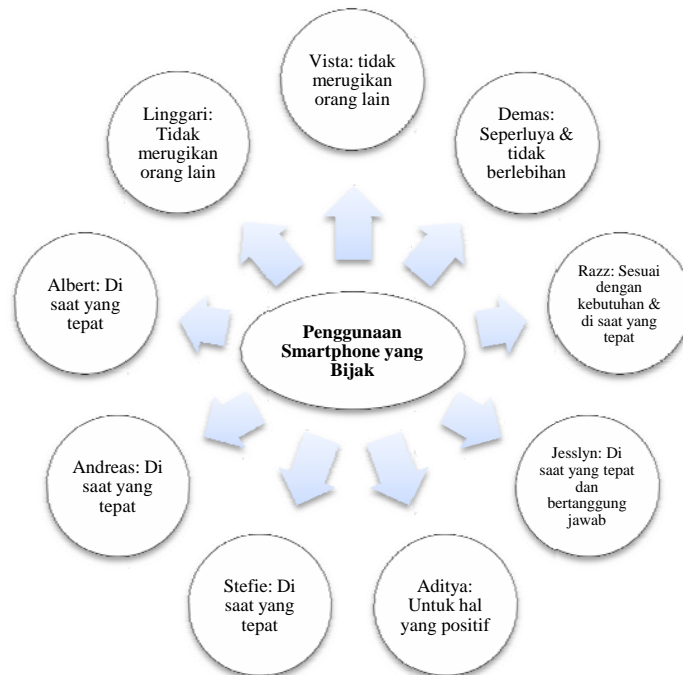 Vista: tidak
merugikan
orang lain
Demas:
Seperluya &
tidak
berlebihan
Razz: Sesuai
dengan
kebutuhan &
di saat yang
tepat
Jesslyn: Di
saat yang tepat
dan
bertanggung
jawab
Aditya:
Untuk hal
yang positif
Stefie: Di
saat yang
tepat
Andreas: Di
saat yang
tepat
Albert: Di
saat yang
tepat
Linggari:
Tidak
merugikan
orang lain
Penggunaan
Smartphone yang
Bijak